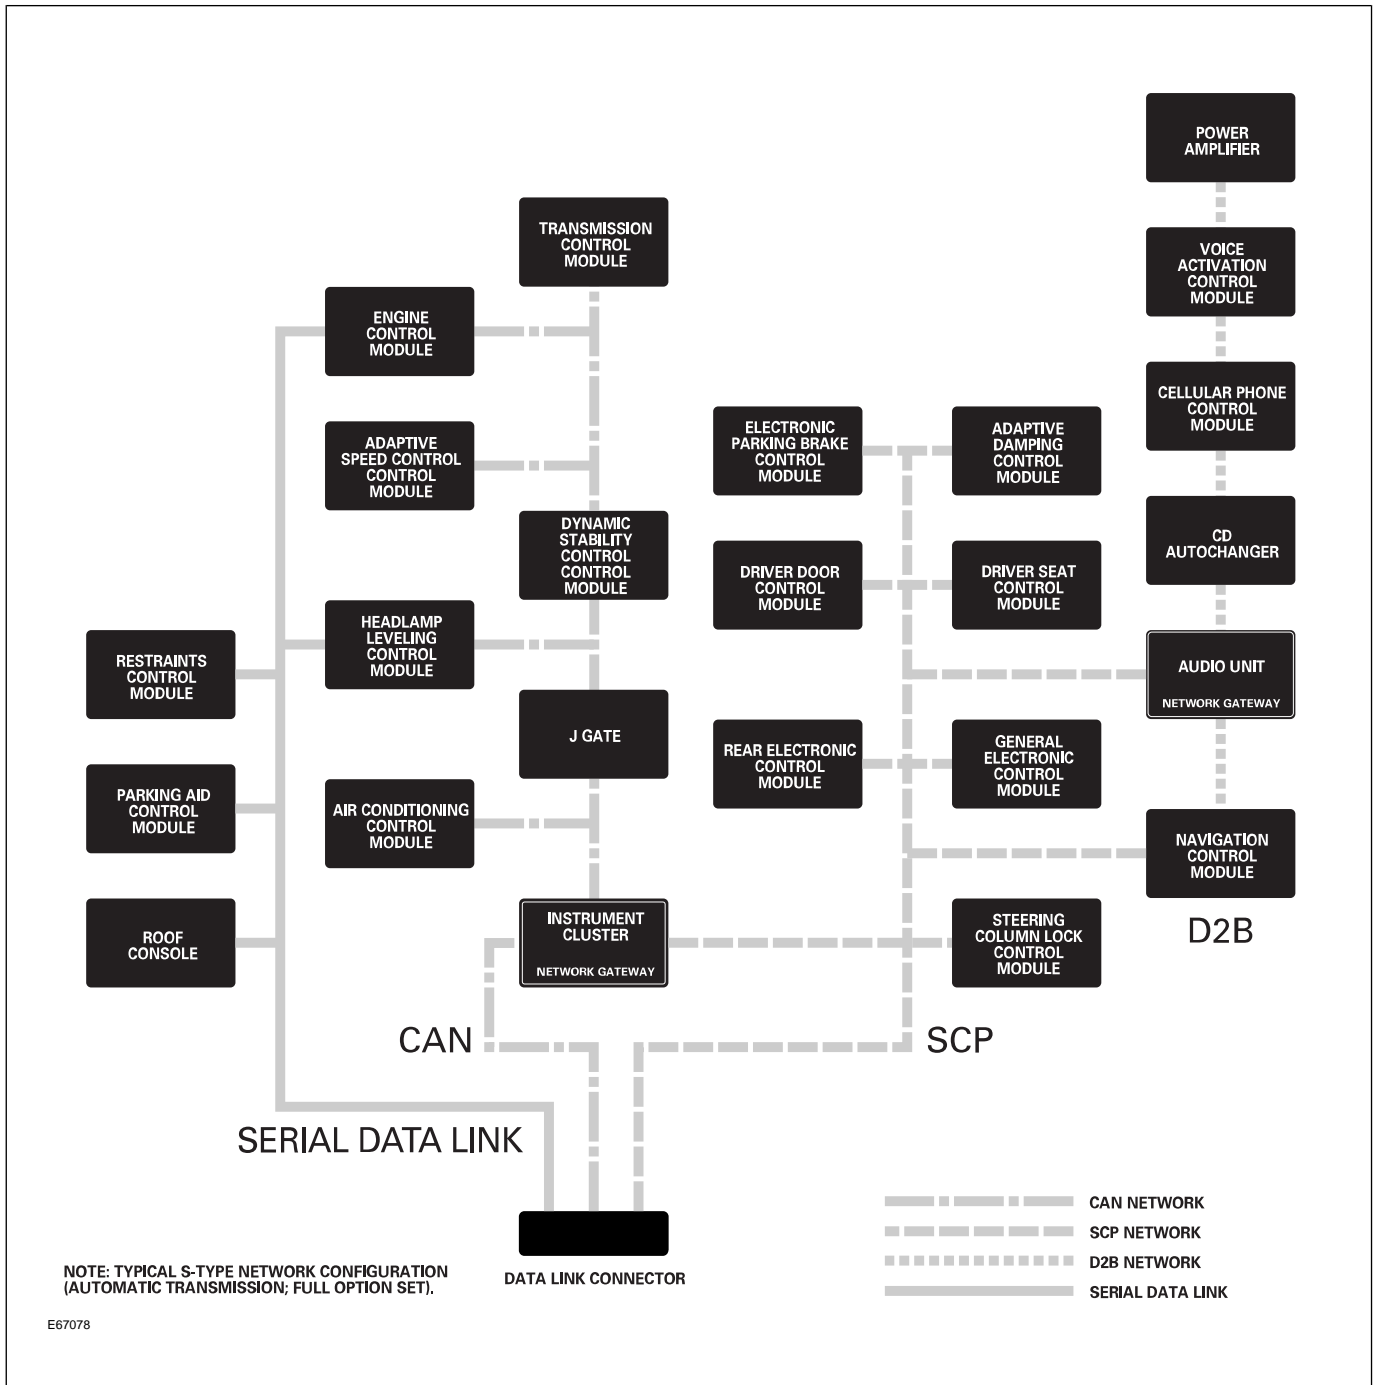 POWER
AMPLIFIER
TRANSMISSION
CONTROL
MODULE
VOICE
ACTIVATION
CONTROL
MODULE
ENGINE
CONTROL
MODULE
CELLULAR PHONE
CONTROL
MODULE
ADAPTIVE
SPEED CONTROL
CONTROL
MODULE
ELECTRONIC
PARKING BRAKE
CONTROL
MODULE
ADAPTIVE
DAMPING
CONTROL
MODULE
DYNAMIC
STABILITY
CONTROL
CONTROL
MODULE
CD
AUTOCHANGER
DRIVER DOOR
CONTROL
MODULE
DRIVER SEAT
CONTROL
MODULE
HEADLAMP
LEVELING
CONTROL
MODULE
RESTRAINTS
CONTROL
MODULE
AUDIO UNIT
NETWORK GATEWAY
J GATE
REAR ELECTRONIC
CONTROL
MODULE
GENERAL
ELECTRONIC
CONTROL
MODULE
PARKING AID
CONTROL
MODULE
AIR CONDITIONING
CONTROL
MODULE
NAVIGATION
CONTROL
MODULE
D2B
ROOF
CONSOLE
INSTRUMENT
CLUSTER
NETWORK GATEWAY
STEERING
COLUMN LOCK
CONTROL
MODULE
CAN
SCP
SERIAL DATA LINK
DATA LINK CONNECTOR
CAN NETWORK
SCP NETWORK
D2B NETWORK
SERIAL DATA LINK
NOTE: TYPICAL S-TYPE NETWORK CONFIGURATION
(AUTOMATIC TRANSMISSION; FULL OPTION SET).
E67078